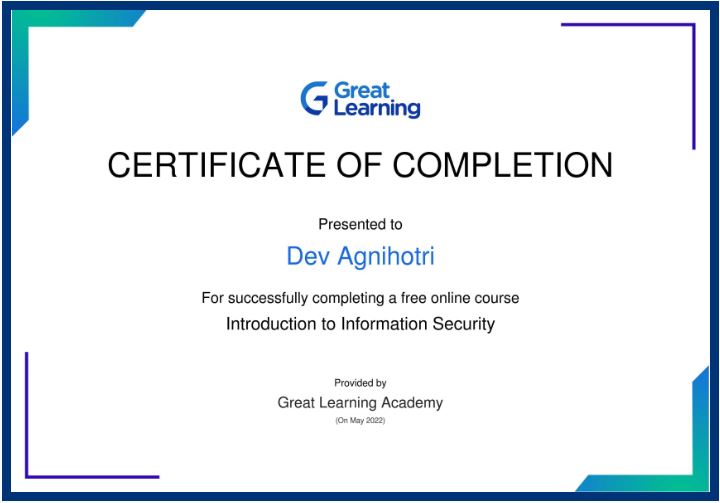 Great
Learning
CERTIFICATE OF COMPLETION
Presented to
Dev Agnihotri
For successfully completing a free online course
Introduction to Information Security
Provided by
Great Learning Academy
(On May 2022)